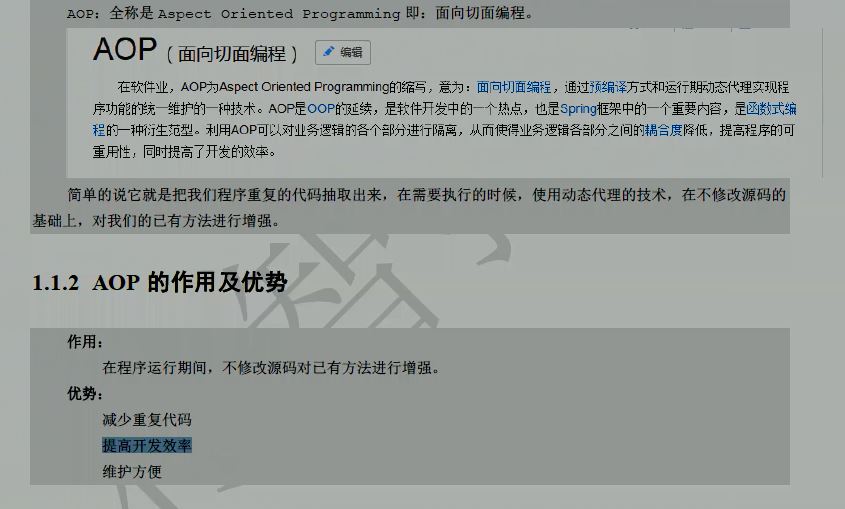 AOP：全称是 Aspect Oriented Programming 即：面向切面编程。
AOP（面向切面编程） 编辑
在软件业，AOP为Aspect Oriented Programming的缩写，意为：面向切面编程，通过预编译方式和运行期动态代理实现程
序功能的统一维护的一种技术。AOP是OOP的延续，是软件开发中的一个热点，也是Spring框架中的一个重要内容，是函数式编
程的一种衍生范型。利用AOP可以对业务逻辑的各个部分进行隔离，从而使得业务逻辑各部分之间的耦合度降低，提高程序的可
重用性，同时提高了开发的效率。
简单的说它就是把我们程序重复的代码抽取出来，在需要执行的时候，使用动态代理的技术，在不修改源码的
基础上，对我们的已有方法进行增强。
1.1.2 AOP 的作用及优势
作用：
在程序运行期间，不修改源码对已有方法进行增强。
优势：
减少重复代码
提高开发效率
维护方便